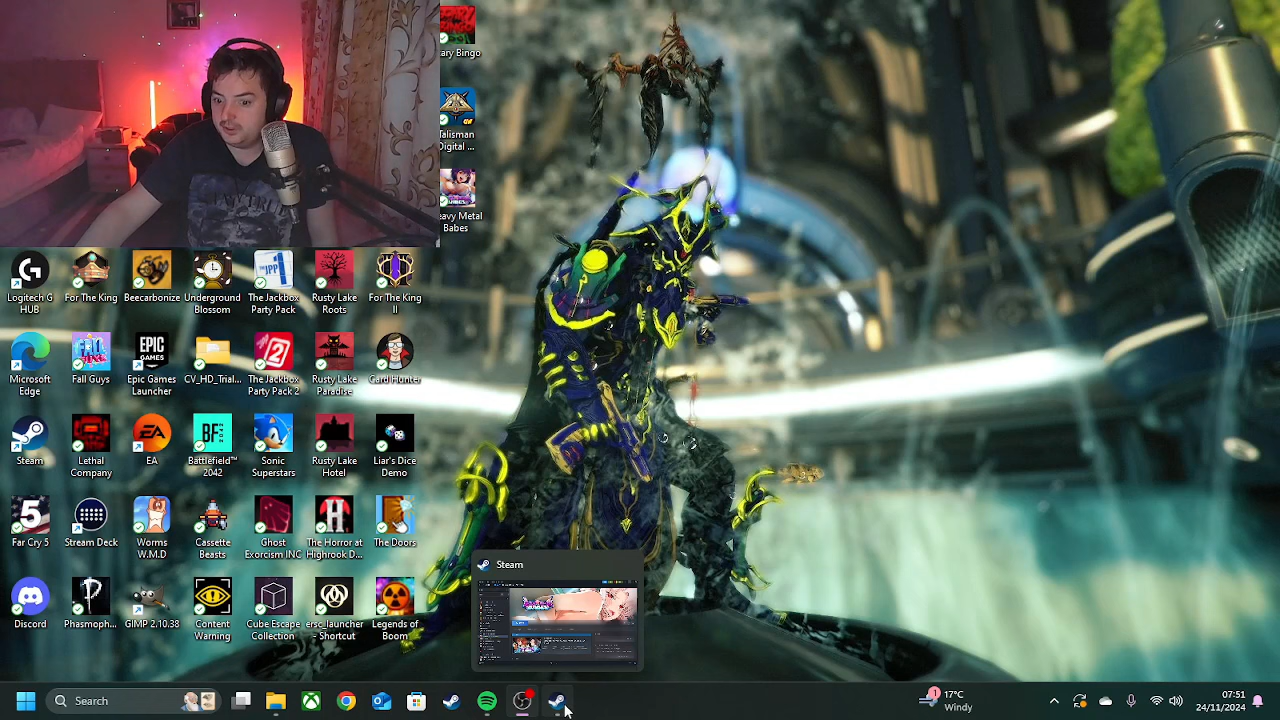 ary Bingo
Talisman
Digital ...
eavy Metal
Babes
Logitech G
HUB
For The King
Beecarbonize
Underground
Blossom
The Jackbox
Party Pack
Rusty Lake
Roots
For The King
II
Microsoft
Edge
Fall Guys
Epic Games
Launcher
CV_HD_Trial...
The Jackbox
Party Pack 2
Rusty Lake
Paradise
Card Hunter
Steam
Lethal
Company
EA
Battlefield™
2042
Sonic
Superstars
Rusty Lake
Hotel
Liar's Dice
Demo
Far Cry 5
Stream Deck
Worms
W.M.D
Cassette
Beasts
Ghost
Exorcism INC
The Horror at
Highrook D...
The Doors
Discord
Phasmoph...
GIMP 2.10.38
Content
Warning
Cube Escape
Collection
ersc_launcher
- Shortcut
Legends of
Boom
Steam
Search
17°C
Windy
07:51
24/11/2024